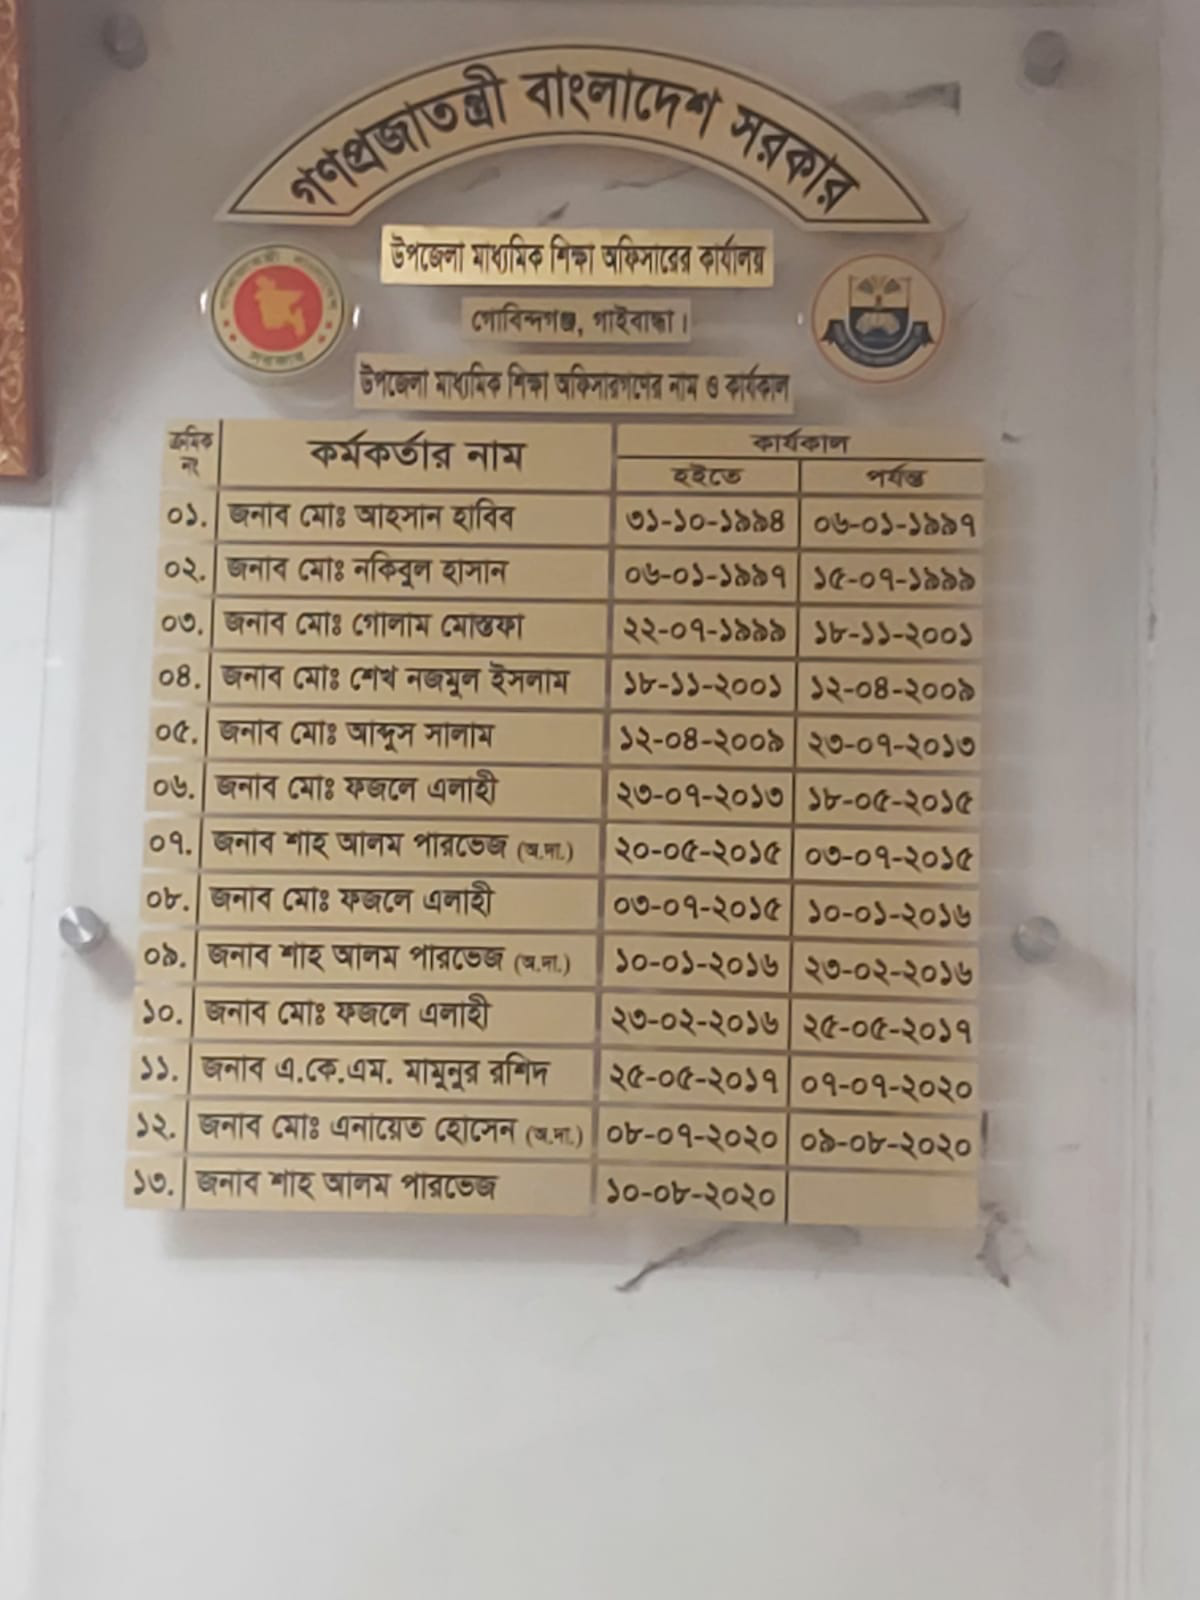 গণপ্রজাতন্ত্রী বাংলাদেশ সরকার
উপজেলা মাধ্যমিক শিক্ষা অফিসারের কার্যালয়
গোবিন্দগঞ্জ, গাইবান্ধা।
সরকার
উপজেলা মাধ্যমিক শিক্ষা অফিসারগণের নাম ও কার্যকাল
ক্রমিক নং কর্মকর্তার নাম কার্যকাল
হইতে পর্যন্ত
০১. জনাব মোঃ আহসান হাবিব ৩১-১০-১৯৯৪ ০৬-০১-১৯৯৭
০২. জনাব মোঃ নকিবুল হাসান ০৬-০১-১৯৯৭ ১৫-০৭-১৯৯৯
০৩. জনাব মোঃ গোলাম মোস্তফা ২২-০৭-১৯৯৯ ১৮-১১-২০০১
০৪. জনাব মোঃ শেখ নজমুল ইসলাম ১৮-১১-২০০১ ১২-০৪-২০০৯
০৫. জনাব মোঃ আব্দুস সালাম ১২-০৪-২০০৯ ২৩-০৭-২০১৩
০৬. জনাব মোঃ ফজলে এলাহী ২৩-০৭-২০১৩ ১৮-০৫-২০১৫
০৭. জনাব শাহ আলম পারভেজ (অ.দা.) ২০-০৫-২০১৫ ০৩-০৭-২০১৫
০৮. জনাব মোঃ ফজলে এলাহী ০৩-০৭-২০১৫ ১০-০১-২০১৬
০৯. জনাব শাহ আলম পারভেজ (অ.দা.) ১০-০১-২০১৬ ২৩-০২-২০১৬
১০. জনাব মোঃ ফজলে এলাহী ২৩-০২-২০১৬ ২৫-০৫-২০১৭
১১. জনাব এ.কে.এম. মামুনুর রশিদ ২৫-০৫-২০১৭ ০৭-০৭-২০২০
১২. জনাব মোঃ এনায়েত হোসেন (অ.দা.) ০৮-০৭-২০২০ ০৯-০৮-২০২০
১৩. জনাব শাহ আলম পারভেজ ১০-০৮-২০২০